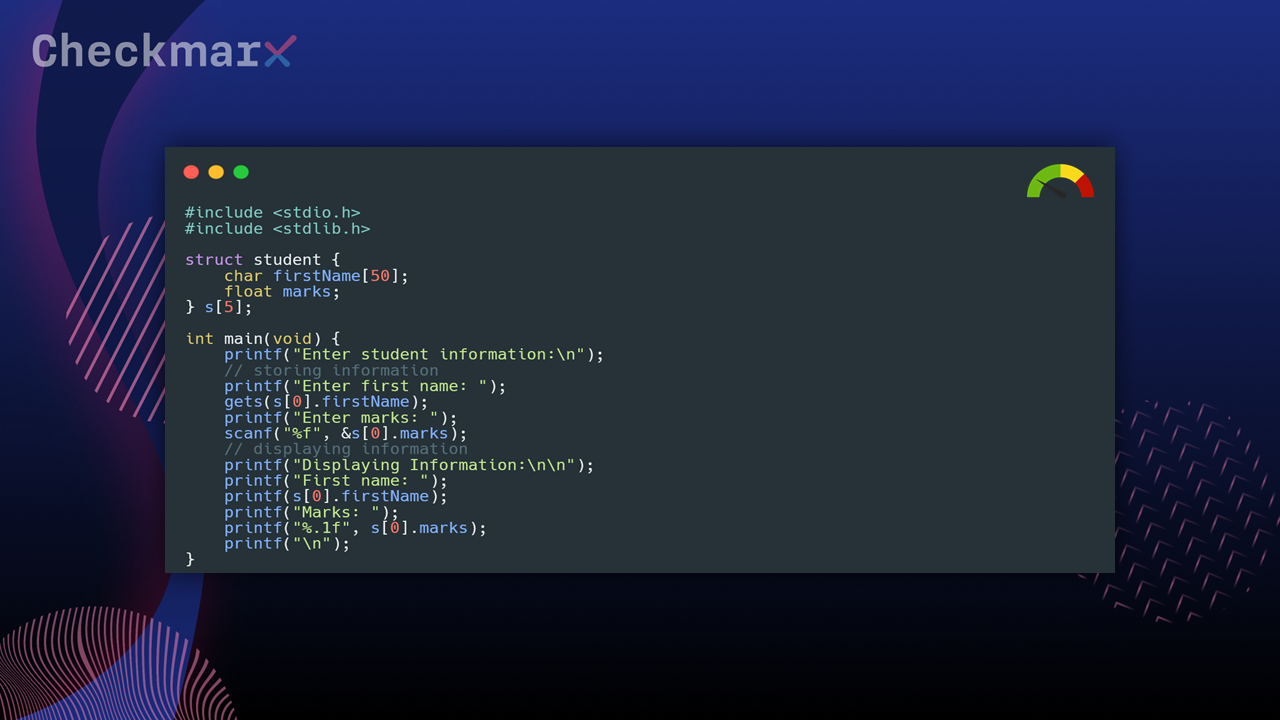 Checkmarx
#include <stdio.h>
#include <stdlib.h>
struct student {
    char firstName[50];
    float marks;
} s[5];
int main(void) {
    printf("Enter student information:\n");
    // storing information
    printf("Enter first name: ");
    gets(s[0].firstName);
    printf("Enter marks: ");
    scanf("%f", &s[0].marks);
    // displaying information
    printf("Displaying Information:\n\n");
    printf("First name: ");
    printf(s[0].firstName);
    printf("Marks: ");
    printf("%.1f", s[0].marks);
    printf("\n");
}